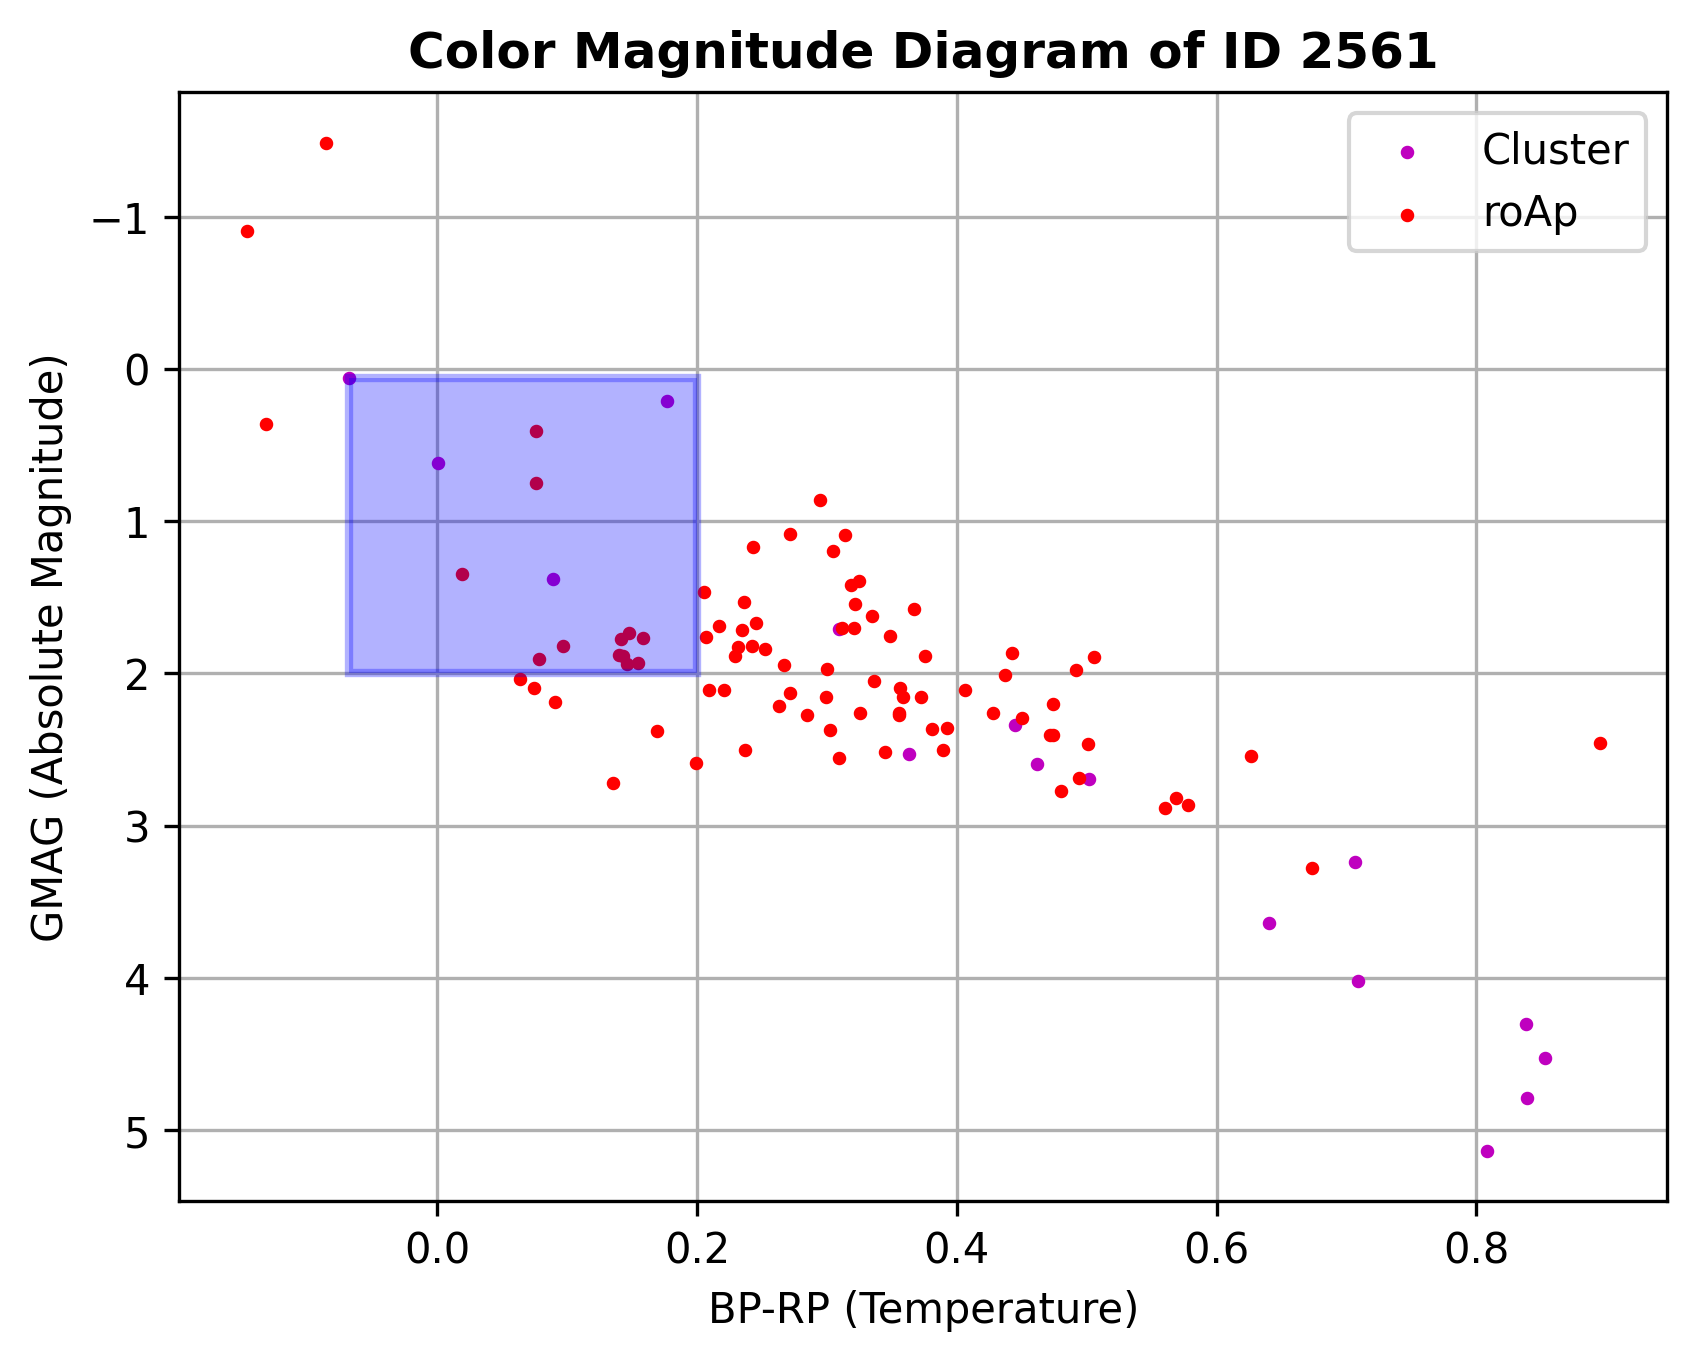 Color Magnitude Diagram of ID 2561
Cluster
roAp
GMAG (Absolute Magnitude)
−1
0
1
2
3
4
5
0.0 0.2 0.4 0.6 0.8
BP-RP (Temperature)